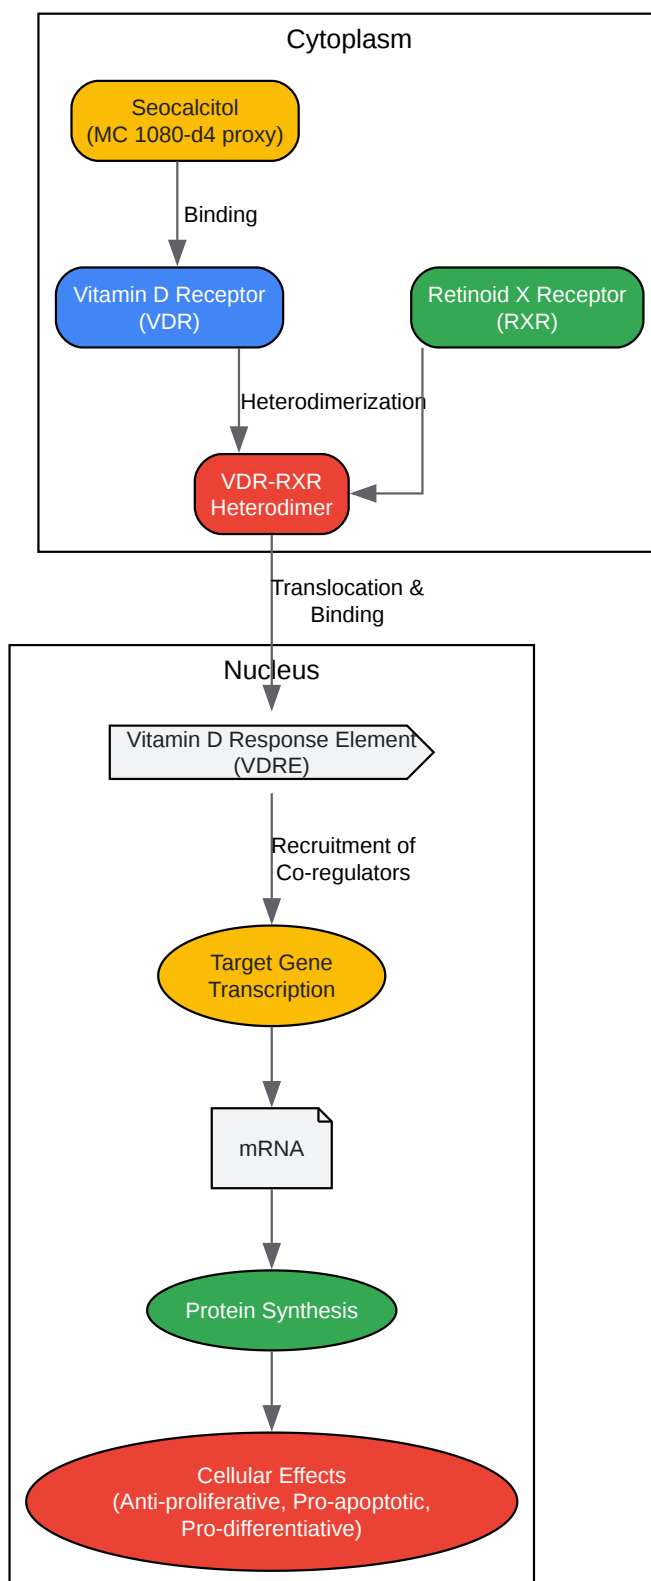 Cytoplasm
Seocalcitol
(MC 1080-d4 proxy)
Binding
Vitamin D Receptor
(VDR)
Retinoid X Receptor
(RXR)
Heterodimerization
VDR-RXR
Heterodimer
Translocation &
Binding
Nucleus
Vitamin D Response Element
(VDRE)
Recruitment of
Co-regulators
Target Gene
Transcription
mRNA
Protein Synthesis
Cellular Effects
(Anti-proliferative, Pro-apoptotic,
Pro-differentiative)